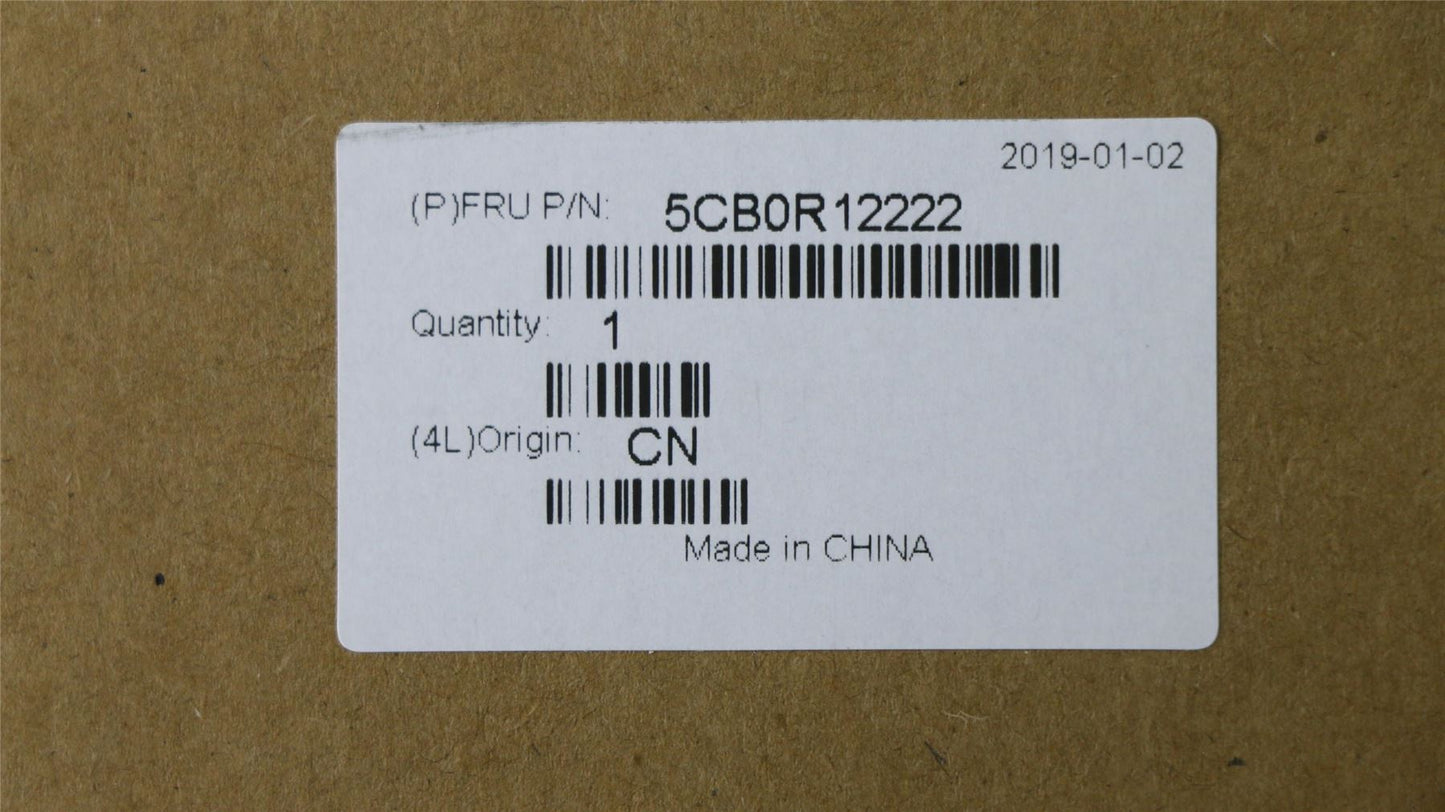 2019-01-02
(P)FRU P/N: 5CB0R12222
Quantity: 1
(4L)Origin: CN
Made in CHINA